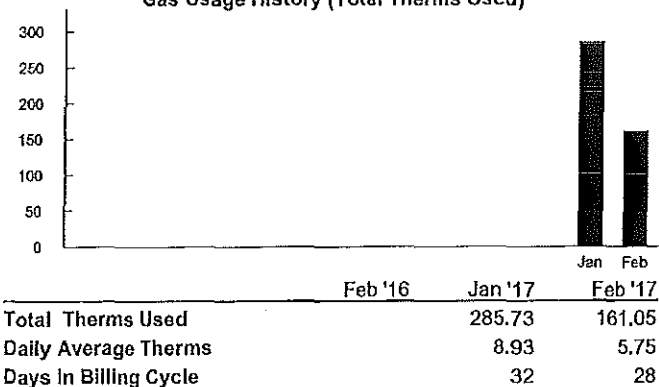 Gas Usage History (Total Therms Used)
300
250
200
150
100
50
0
Jan Feb
Feb '16 Jan '17 Feb '17
Total Therms Used 285.73 161.05
Daily Average Therms 8.93 5.75
Days in Billing Cycle 32 28